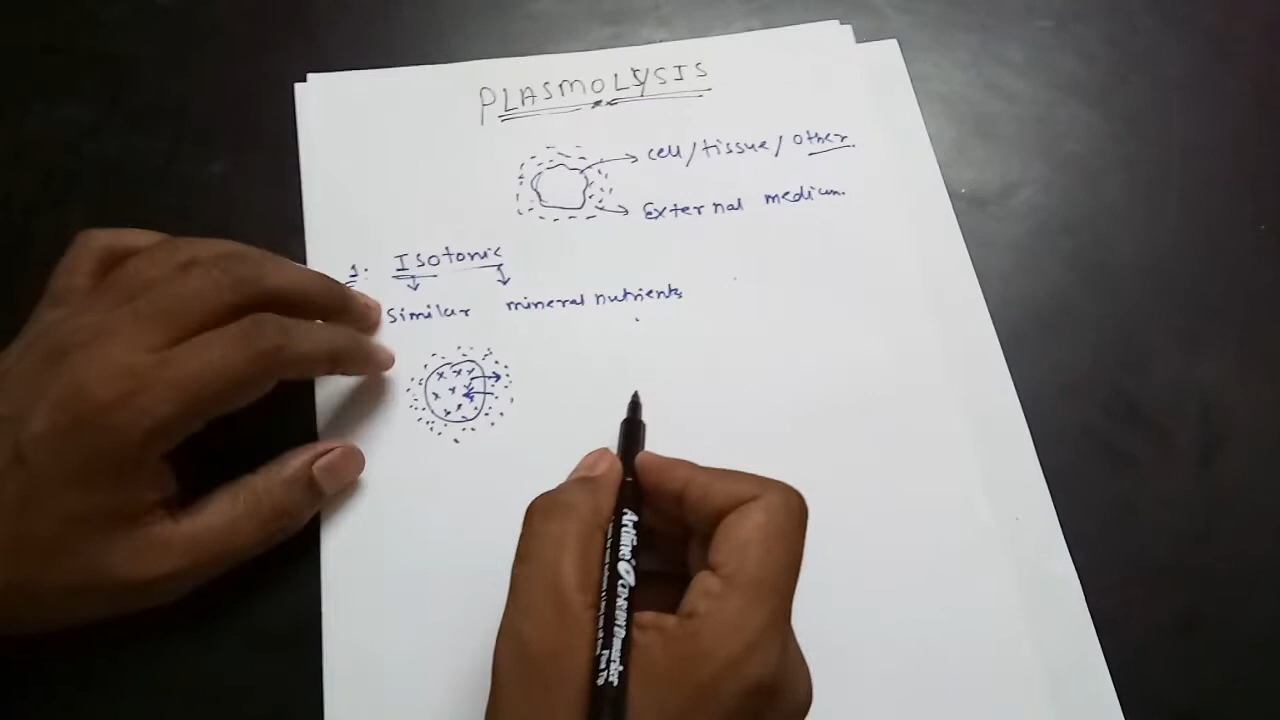 PLASMOLYSIS
cell/tissue/other
External medium.
1: Isotonic
Similar mineral nutrients
Artline